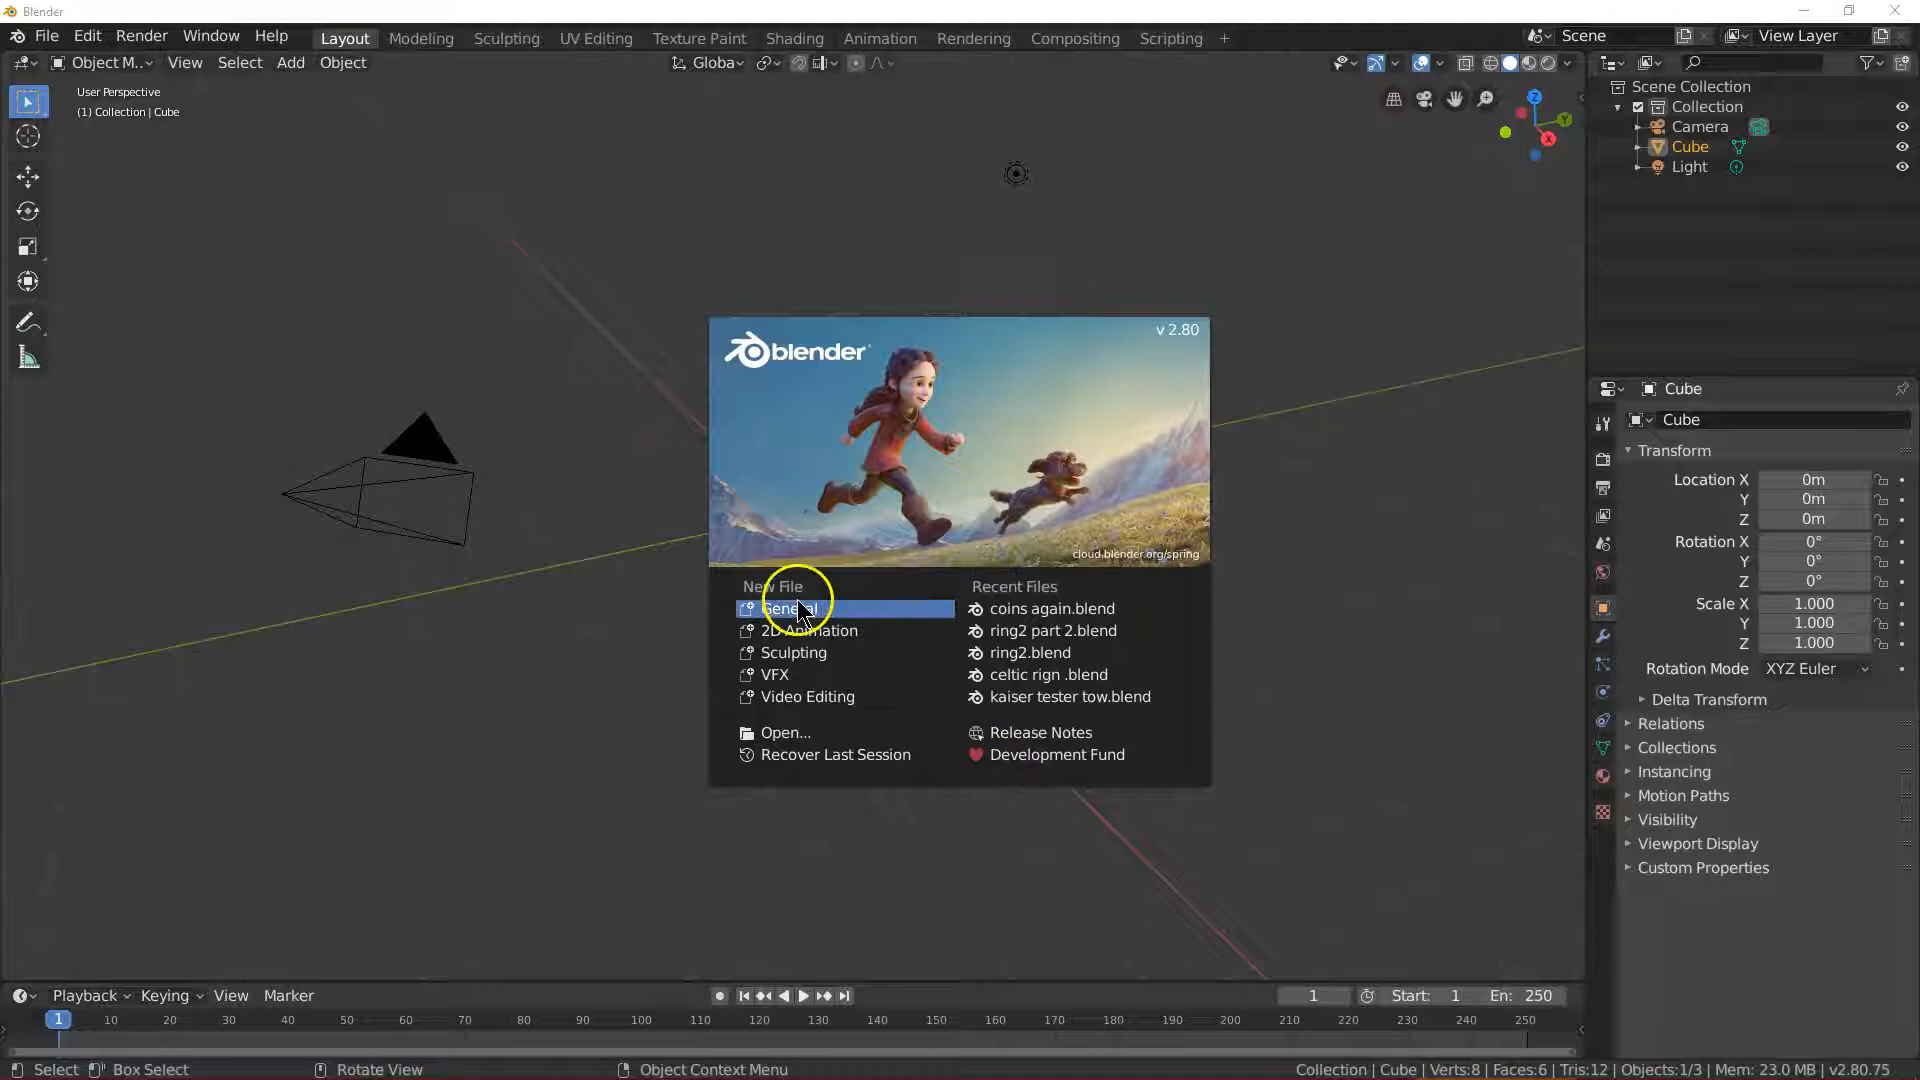 Blender
File Edit Render Window Help Layout Modeling Sculpting UV Editing Texture Paint Shading Animation Rendering Compositing Scripting + Scene View Layer
Object M.. View Select Add Object Globa
User Perspective
(1) Collection | Cube
Z
Y
X
Scene Collection
Collection
Camera
Cube
Light
blender
v 2.80
cloud.blender.org/spring
New File
General
2D Animation
Sculpting
VFX
Video Editing
Open...
Recover Last Session
Recent Files
coins again.blend
ring2 part 2.blend
ring2.blend
celtic rign .blend
kaiser tester tow.blend
Release Notes
Development Fund
Cube
Cube
Transform
Location X 0m
Y 0m
Z 0m
Rotation X 0°
Y 0°
Z 0°
Scale X 1.000
Y 1.000
Z 1.000
Rotation Mode XYZ Euler
Delta Transform
Relations
Collections
Instancing
Motion Paths
Visibility
Viewport Display
Custom Properties
Playback Keying View Marker 1 Start: 1 En: 250
1 10 20 30 40 50 60 70 80 90 100 110 120 130 140 150 160 170 180 190 200 210 220 230 240 250
Select Box Select Rotate View Object Context Menu Collection | Cube | Verts:8 | Faces:6 | Tris:12 | Objects:1/3 | Mem: 23.0 MB | v2.80.75